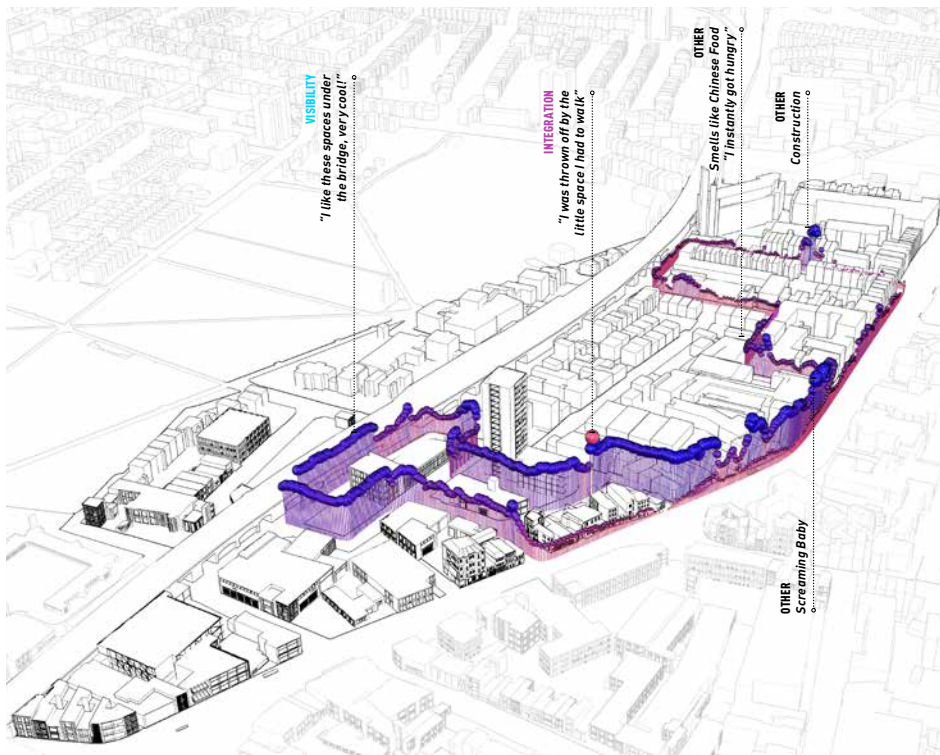 VISIBILITY
“I like these spaces under
the bridge, very cool!”
INTEGRATION
“I was thrown off by the
little space I had to walk”
OTHER
Smells like Chinese Food
“I instantly got hungry”
OTHER
Construction
OTHER
Screaming Baby